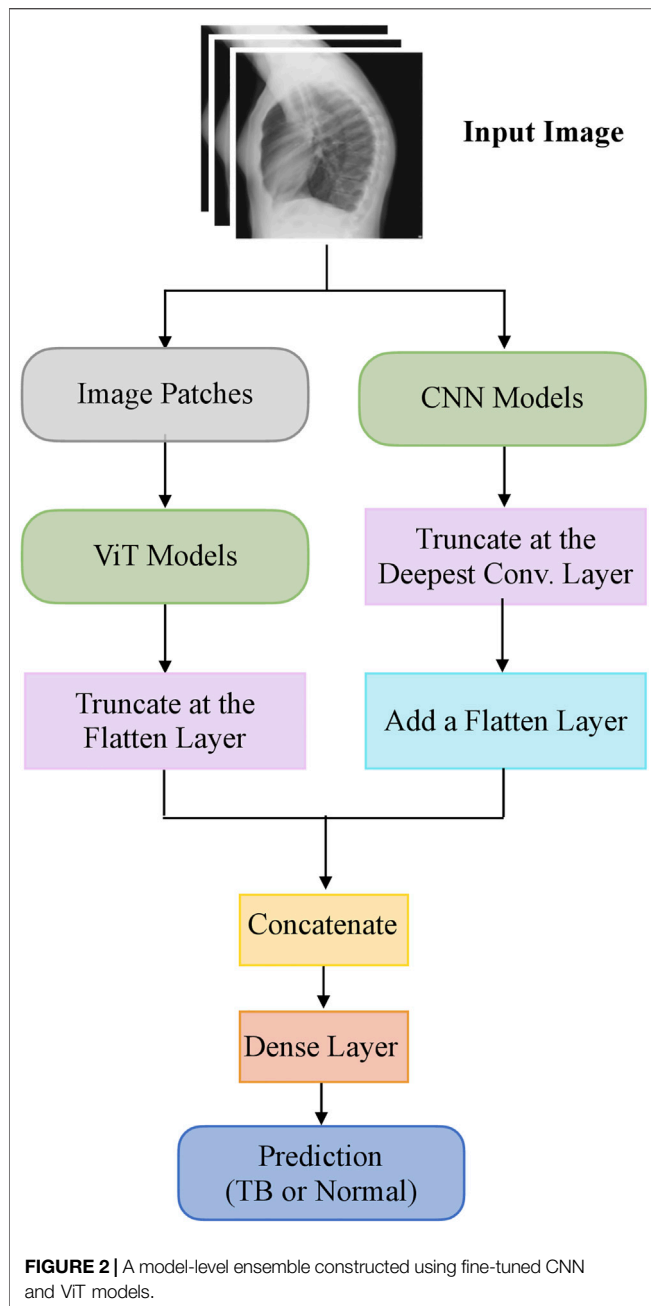 Input Image
Image Patches
CNN Models
ViT Models
Truncate at the
Deepest Conv. Layer
Truncate at the
Flatten Layer
Add a Flatten Layer
Concatenate
Dense Layer
Prediction
(TB or Normal)
FIGURE 2 | A model-level ensemble constructed using fine-tuned CNN
and ViT models.